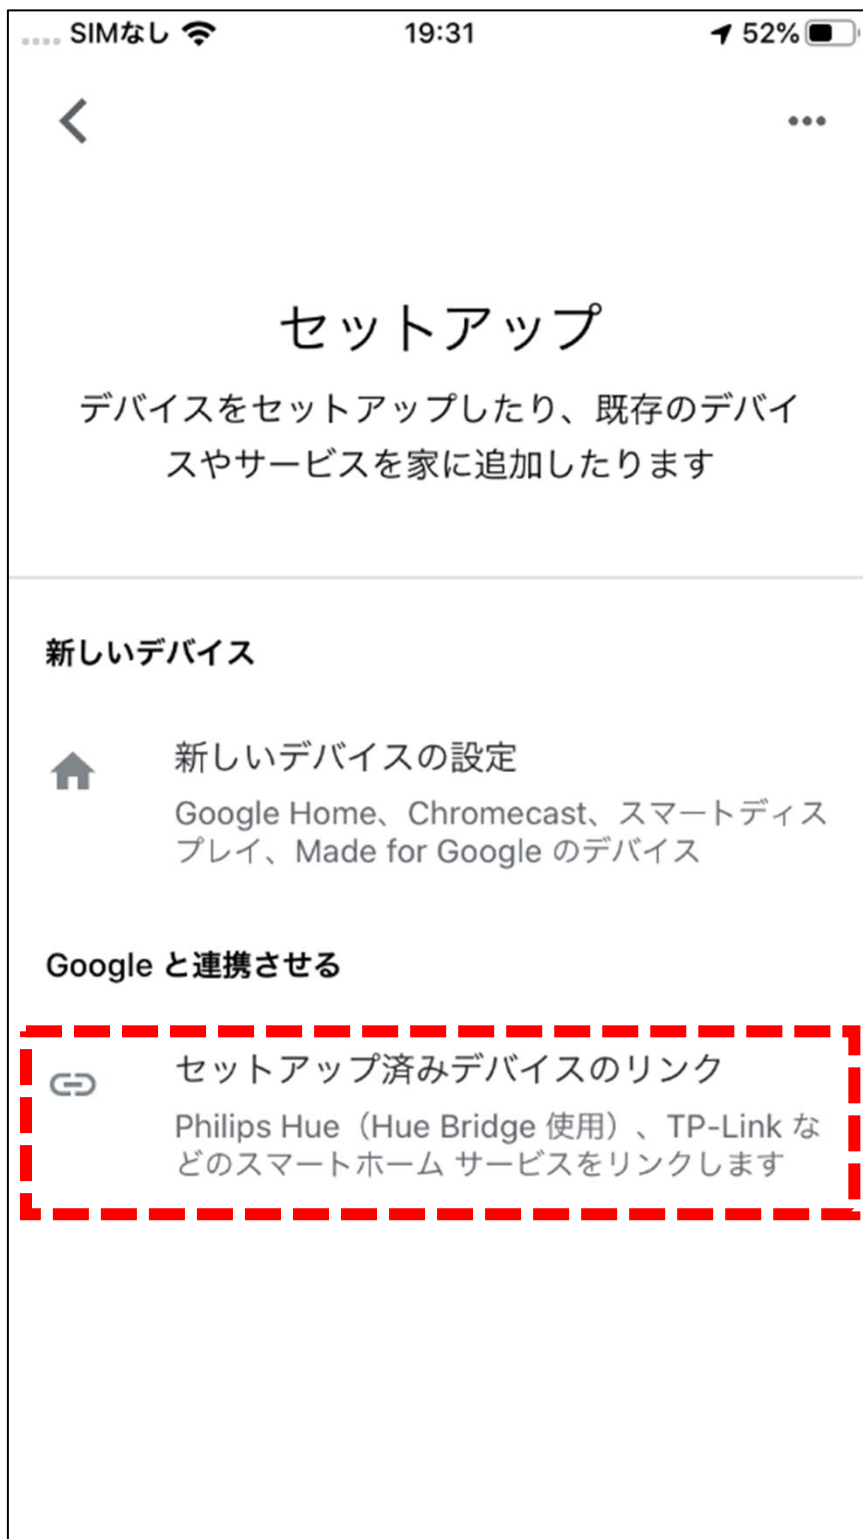 SIMなし 19:31 52%
セットアップ
デバイスをセットアップしたり、既存のデバイ
スやサービスを家に追加したります
新しいデバイス
新しいデバイスの設定
Google Home、Chromecast、スマートディス
プレイ、Made for Google のデバイス
Google と連携させる
セットアップ済みデバイスのリンク
Philips Hue（Hue Bridge 使用）、TP-Link な
どのスマートホーム サービスをリンクします